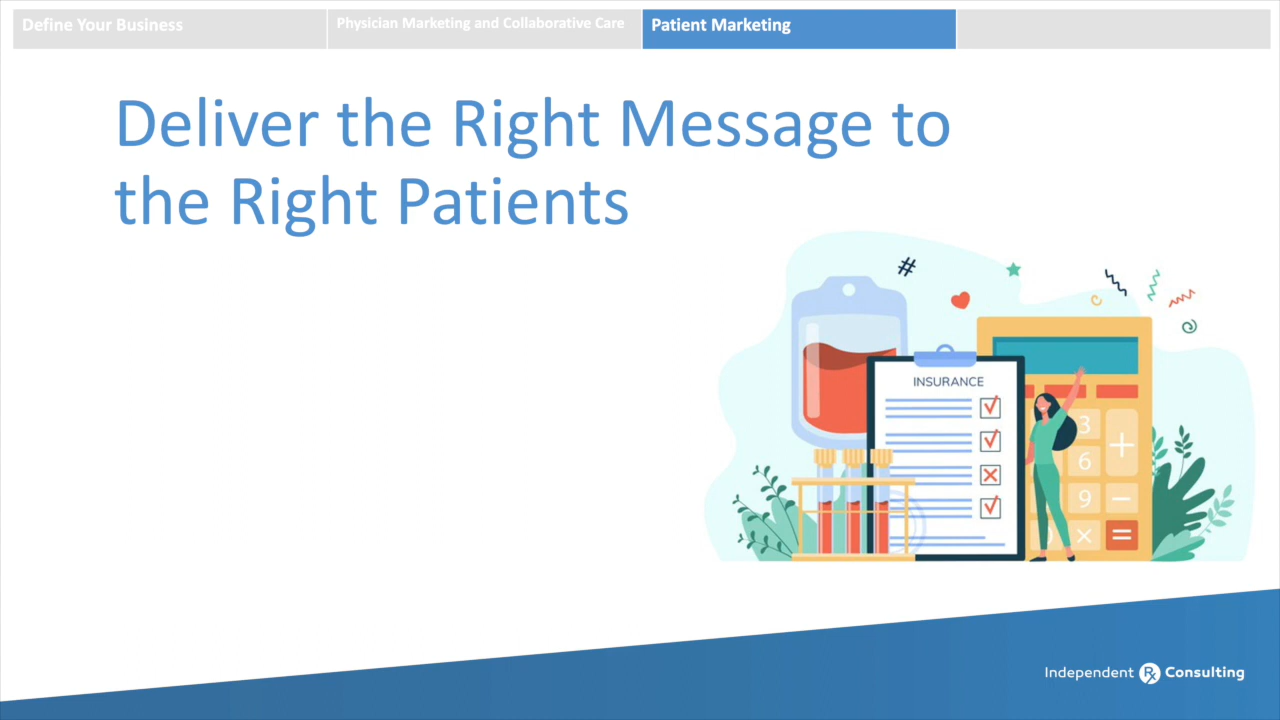 Define Your Business
Physician Marketing and Collaborative Care
Patient Marketing
Deliver the Right Message to
the Right Patients
#
INSURANCE
3
+
6
9 −
× =
Independent Rx Consulting